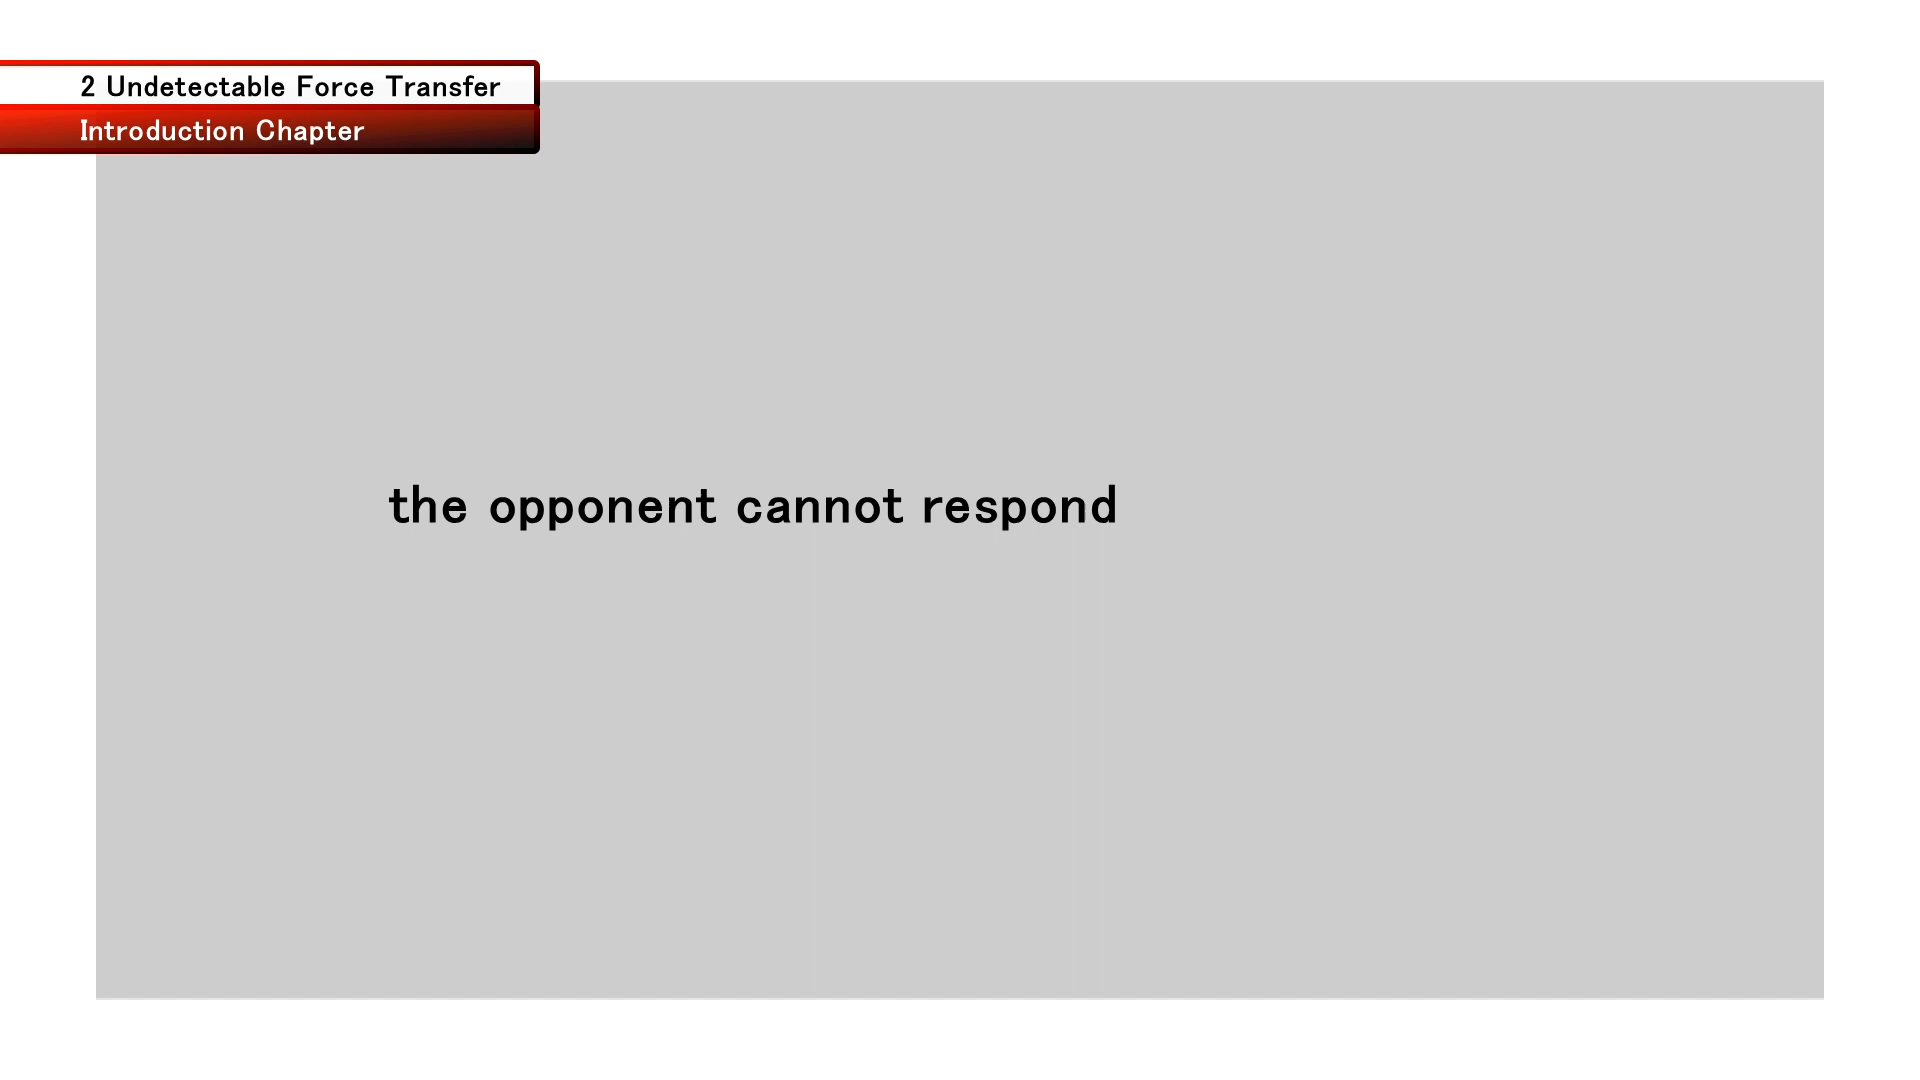 2 Undetectable Force Transfer
Introduction Chapter
the opponent cannot respond